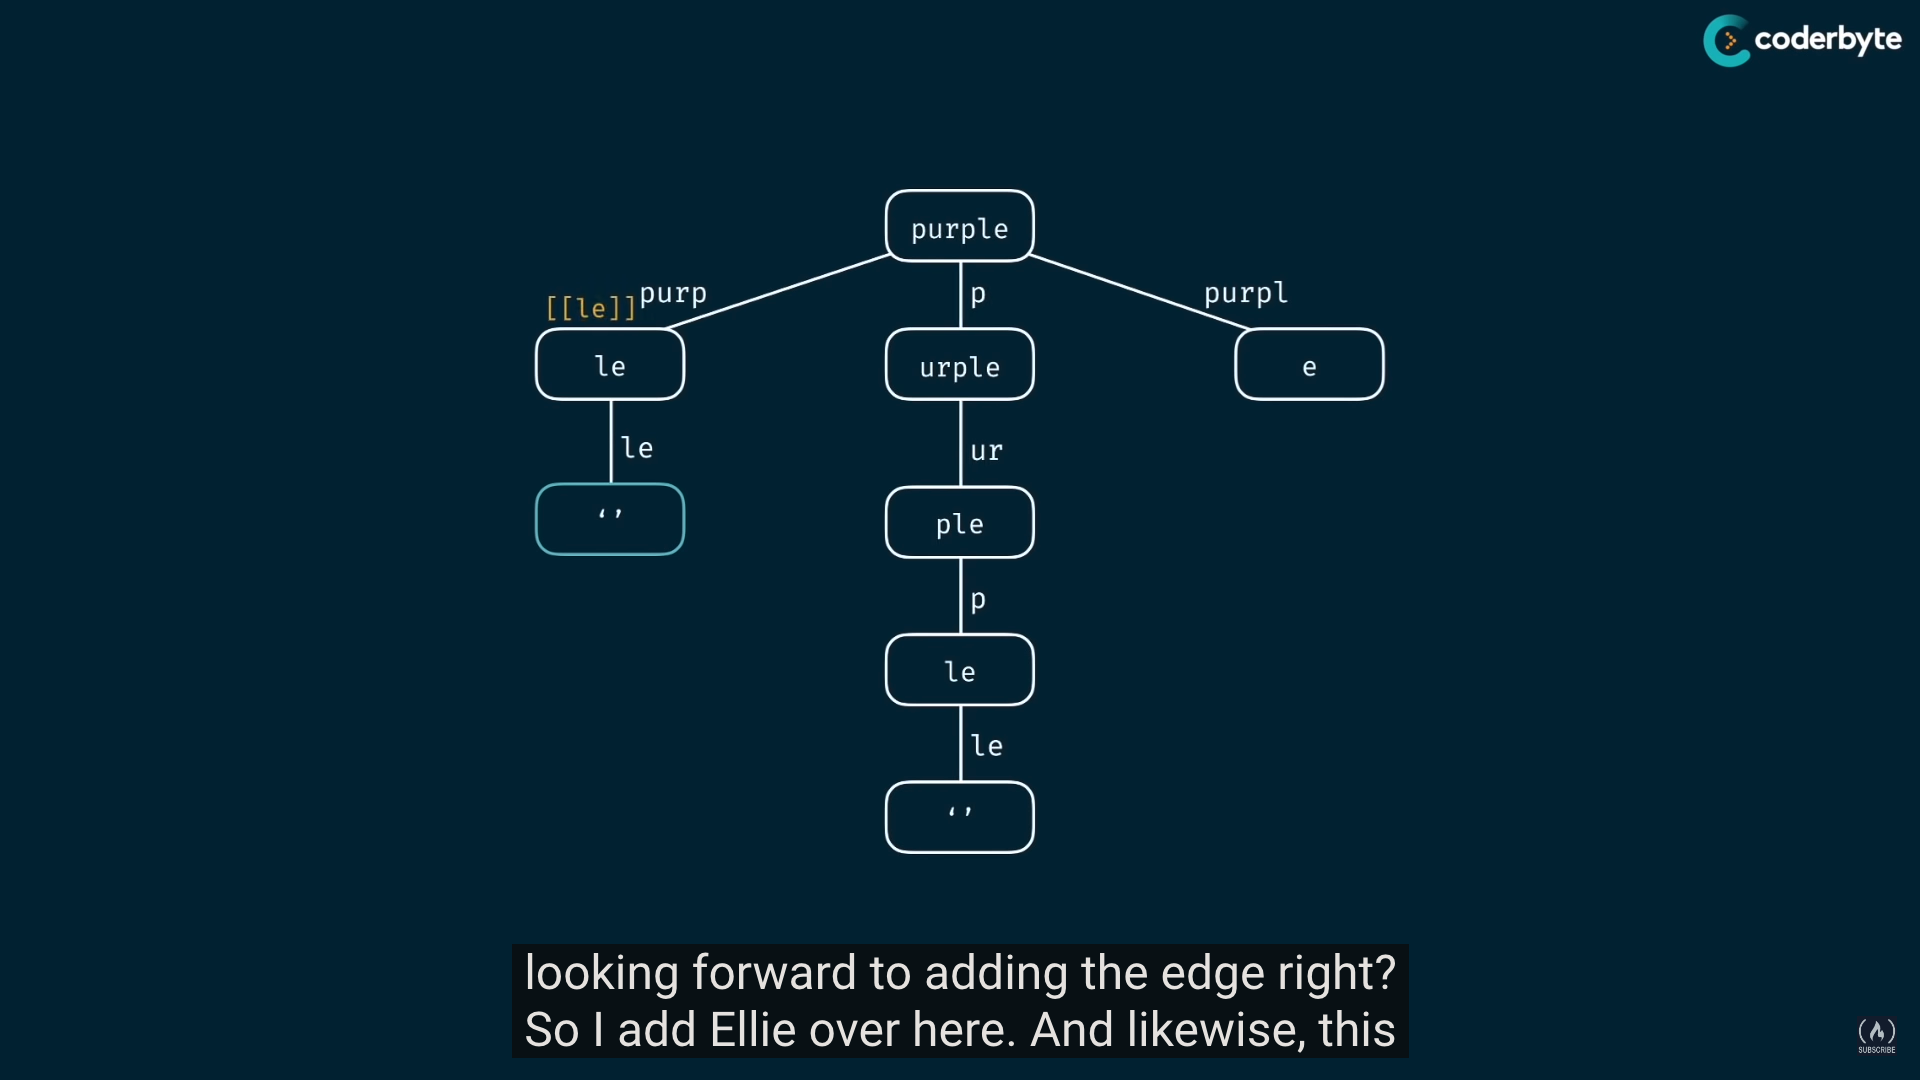 coderbyte
purple
purp
p
purpl
[[le]]
le
urple
e
le
ur
‘’
ple
p
le
le
‘’
looking forward to adding the edge right?
So I add Ellie over here. And likewise, this
SUBSCRIBE